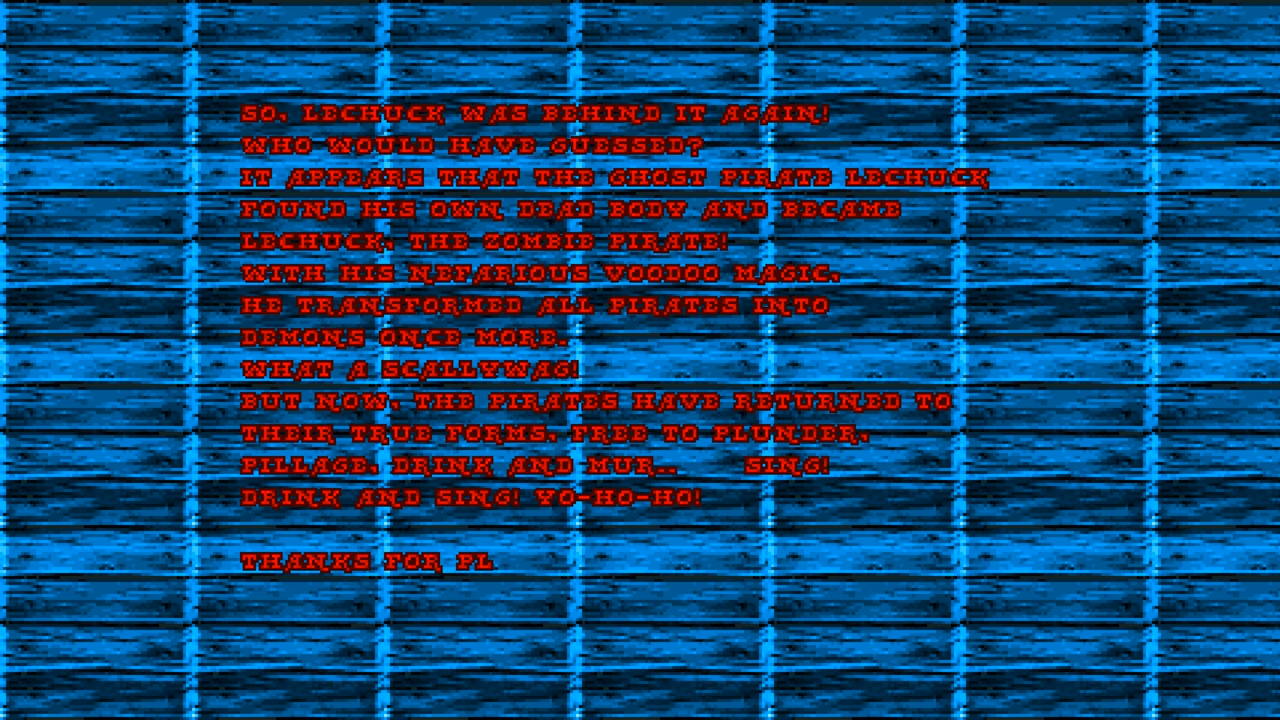 SO, LECHUCK WAS BEHIND IT AGAIN!
WHO WOULD HAVE GUESSED?
IT APPEARS THAT THE GHOST PIRATE LECHUCK
FOUND HIS OWN DEAD BODY AND BECAME
LECHUCK, THE ZOMBIE PIRATE!
WITH HIS NEFARIOUS VOODOO MAGIC,
HE TRANSFORMED ALL PIRATES INTO
DEMONS ONCE MORE.
WHAT A SCALLYWAG!
BUT NOW, THE PIRATES HAVE RETURNED TO
THEIR TRUE FORMS, FREE TO PLUNDER,
PILLAGE, DRINK AND MUR.. SING!
DRINK AND SING! YO-HO-HO!
THANKS FOR PL